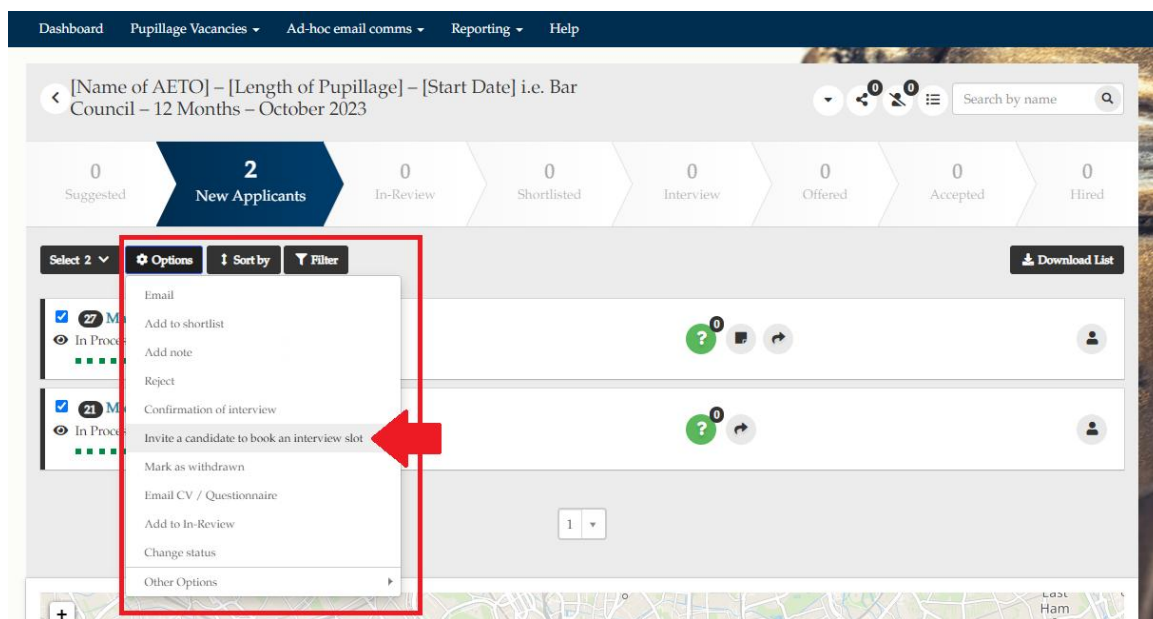 Dashboard Pupillage Vacancies Ad-hoc email comms Reporting Help
[Name of AETO] – [Length of Pupillage] – [Start Date] i.e. Bar
Council – 12 Months – October 2023
0 0 Search by name
0 2 0 0 0 0 0 0
Suggested New Applicants In-Review Shortlisted Interview Offered Accepted Hired
Select 2 Options Sort by Filter Download List
Email
27
Add to shortlist
0
In
Add note
Reject
21
Confirmation of interview
0
In
Invite a candidate to book an interview slot
Mark as withdrawn
Email CV / Questionnaire
Add to In-Review
1
Change status
Other Options
+
Ham